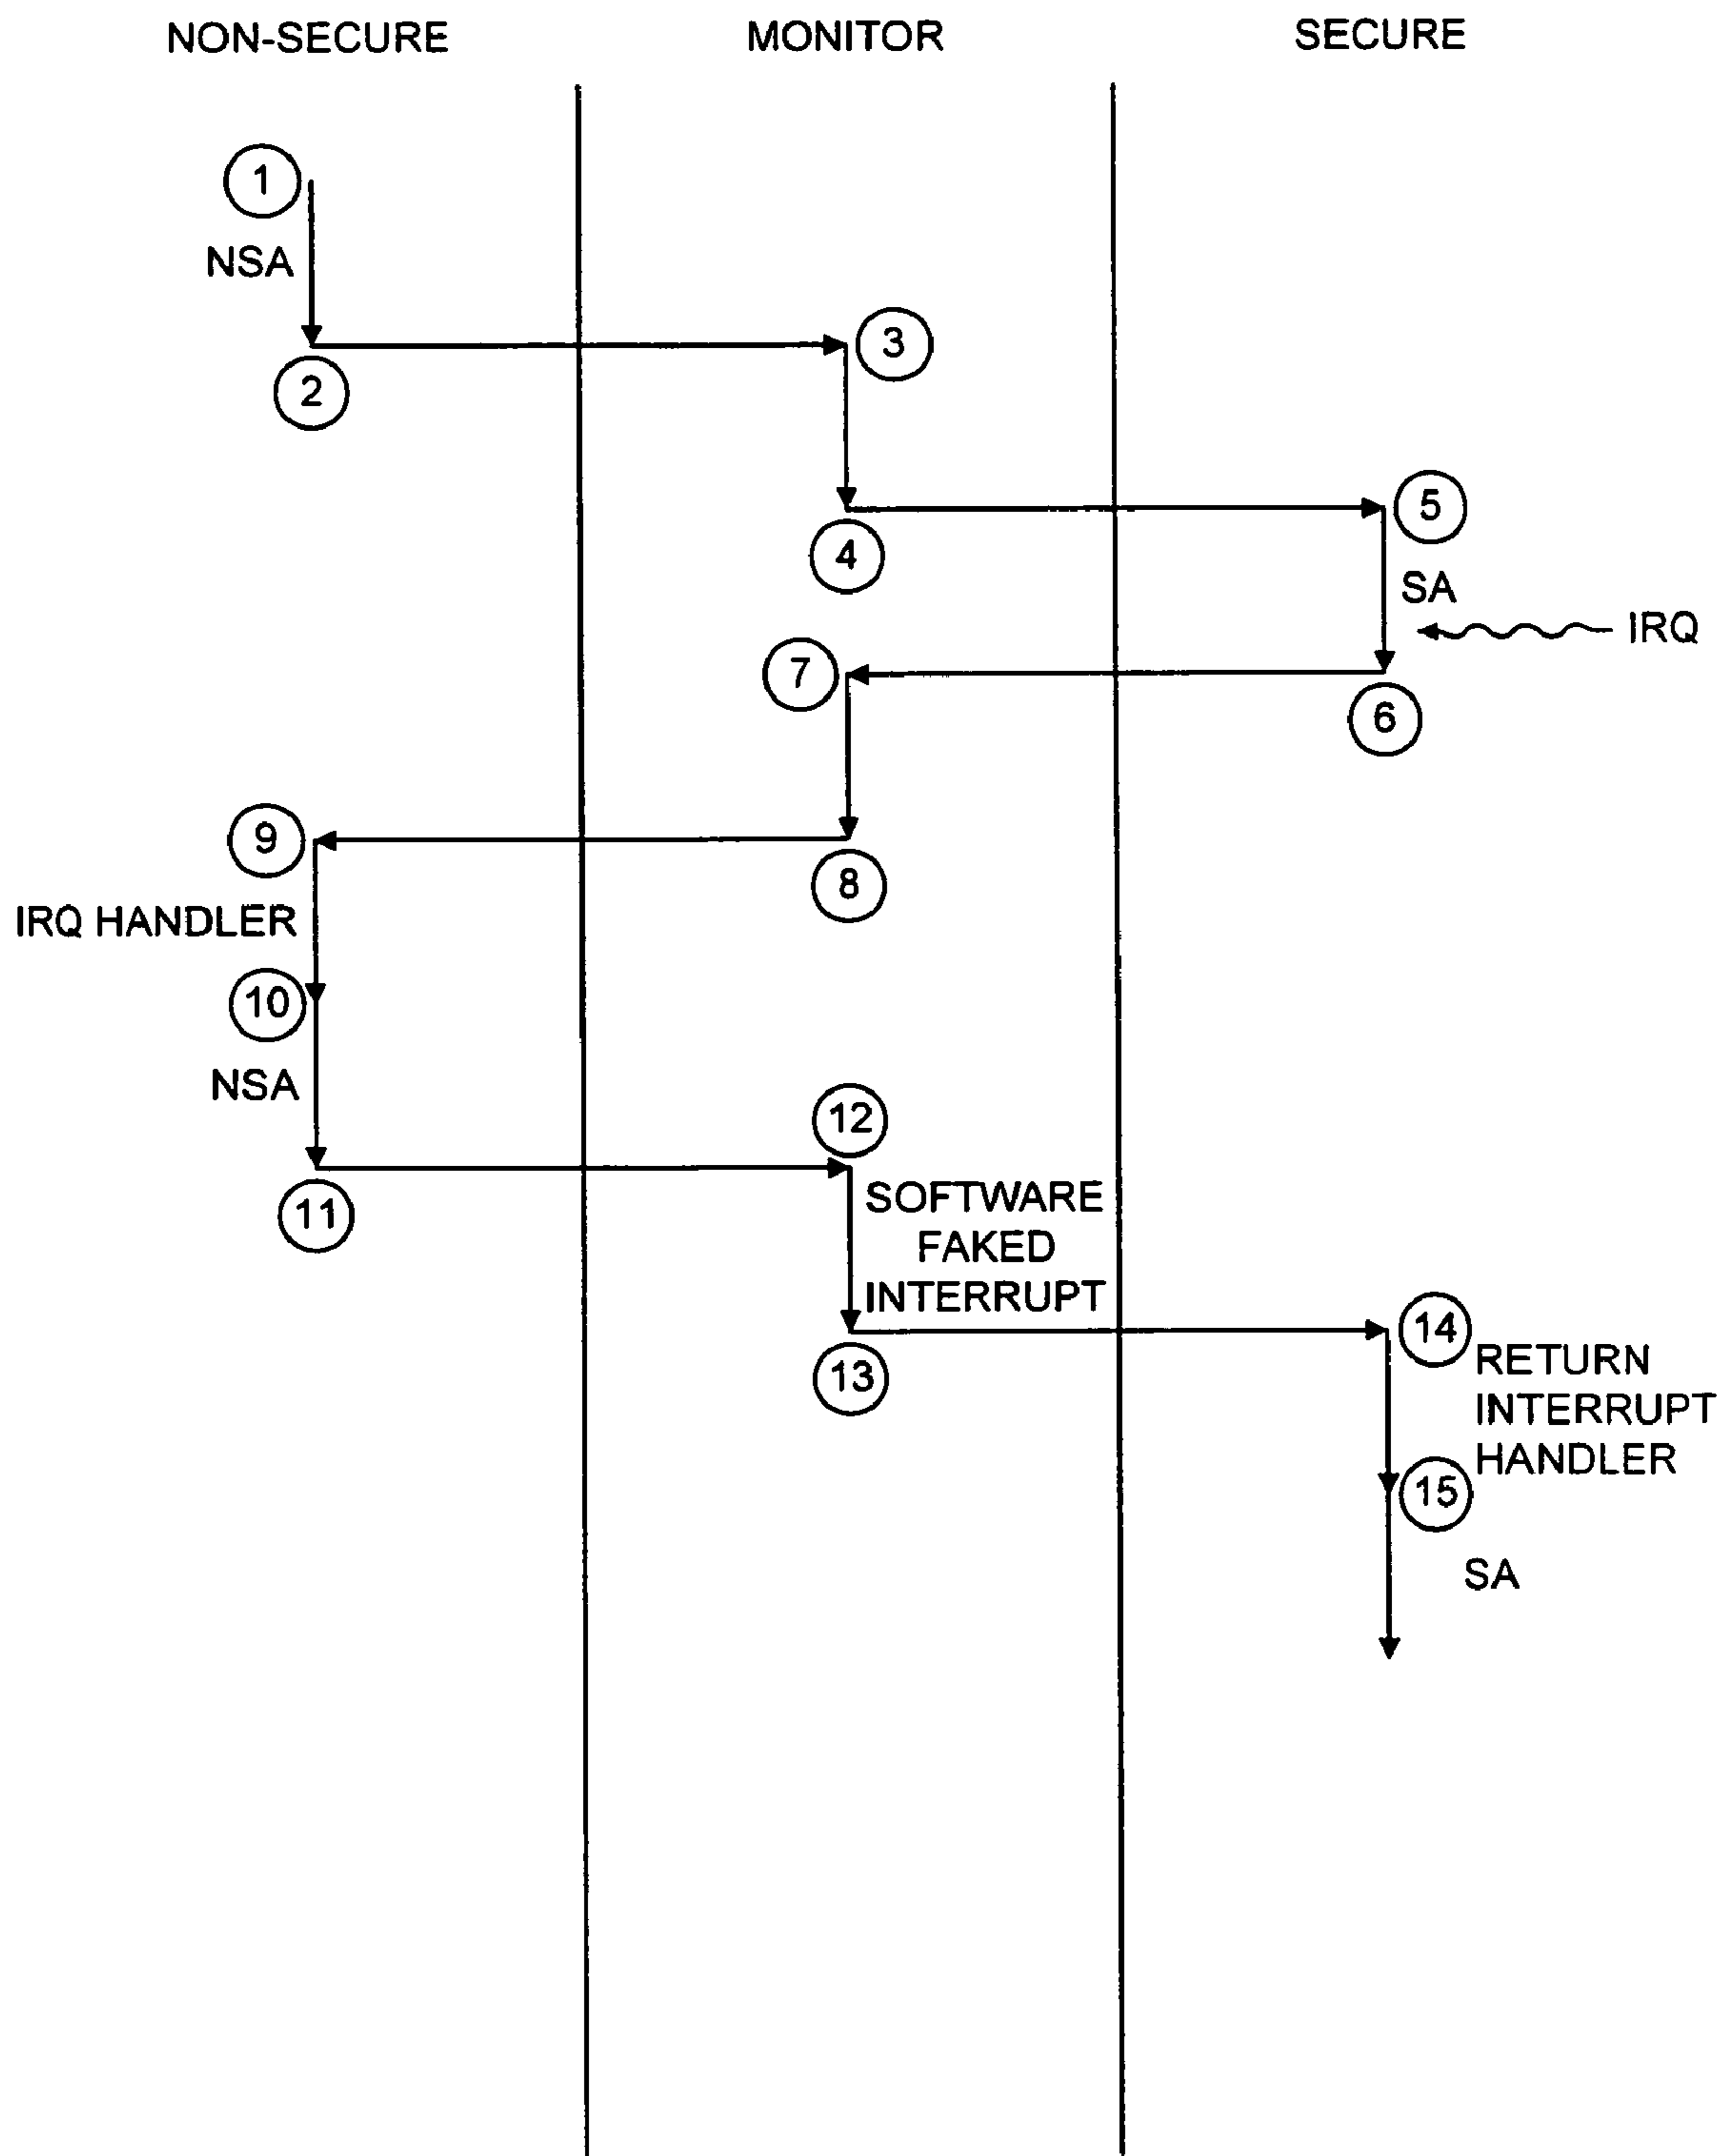 NON-SECURE MONITOR SECURE
1
NSA
3
2
5
4
SA
IRQ
7
6
9
8
IRQ HANDLER
10
NSA
12
11
SOFTWARE
FAKED
INTERRUPT
14
13
RETURN
INTERRUPT
HANDLER
15
SA